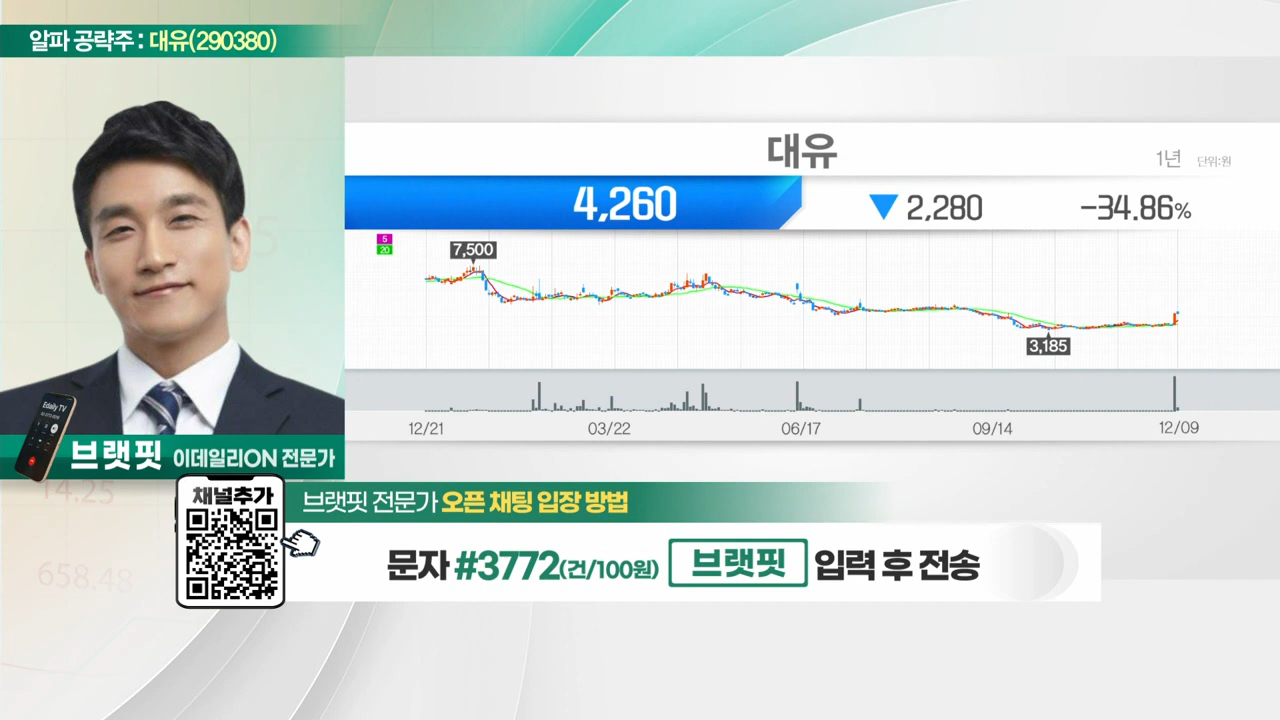 알파 공략주 : 대유(290380)
대유
1년 단위:원
4,260 ▼ 2,280 -34.86%
5
20
7,500
3,185
12/21 03/22 06/17 09/14 12/09
Edaily TV
브랫핏 이데일리ON 전문가
14.25
채널추가
브랫핏 전문가 오픈 채팅 입장 방법
문자 #3772(건/100원) 브랫핏 입력 후 전송
658.48